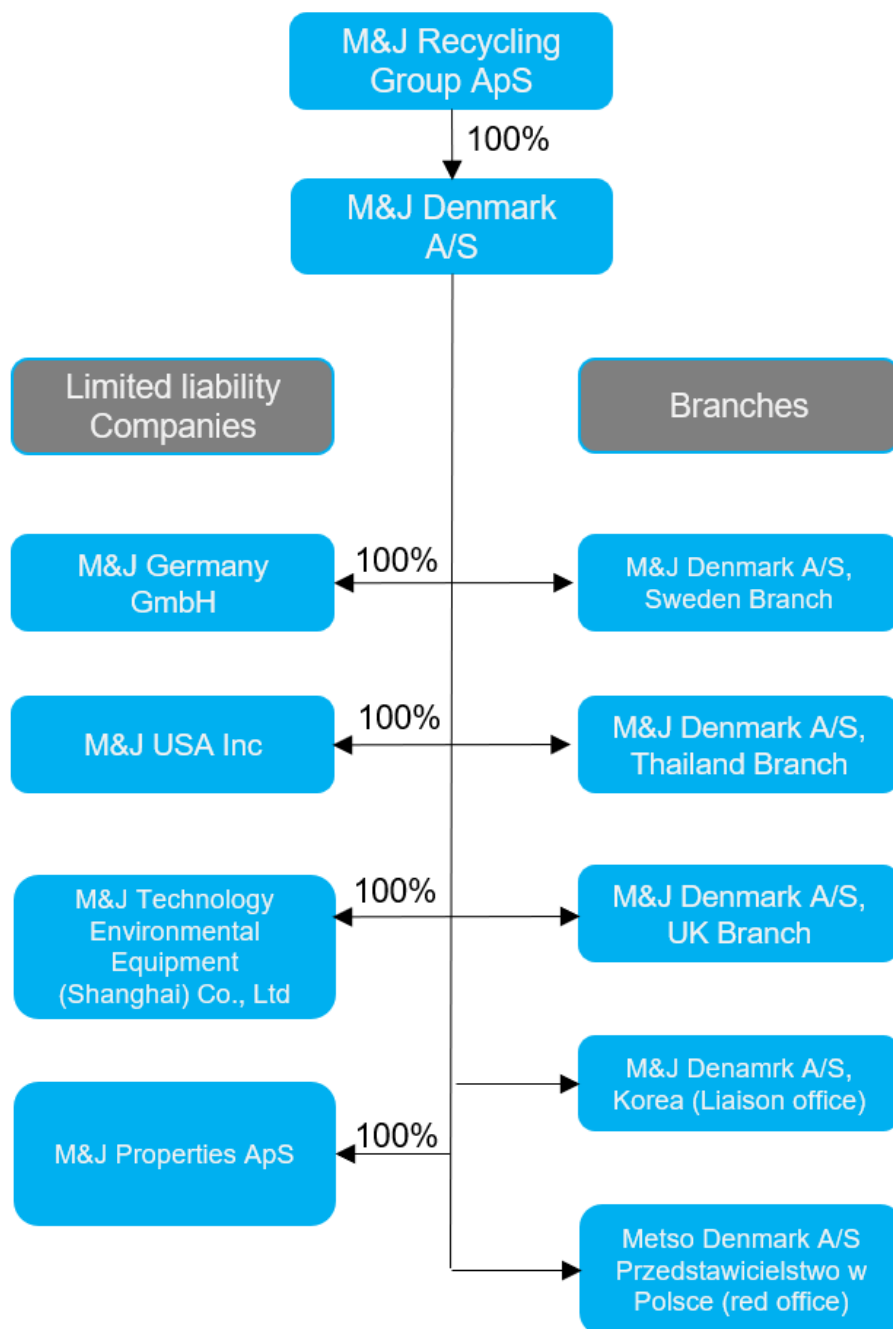 M&J Recycling
Group ApS
100%
M&J Denmark
A/S
Limited liability
Companies
Branches
M&J Germany
GmbH
100%
M&J Denmark A/S,
Sweden Branch
M&J USA Inc
100%
M&J Denmark A/S,
Thailand Branch
M&J Technology
Environmental
Equipment
(Shanghai) Co., Ltd
100%
M&J Denmark A/S,
UK Branch
M&J Denamrk A/S,
Korea (Liaison office)
M&J Properties ApS
100%
Metso Denmark A/S
Przedstawicielstwo w
Polsce (red office)